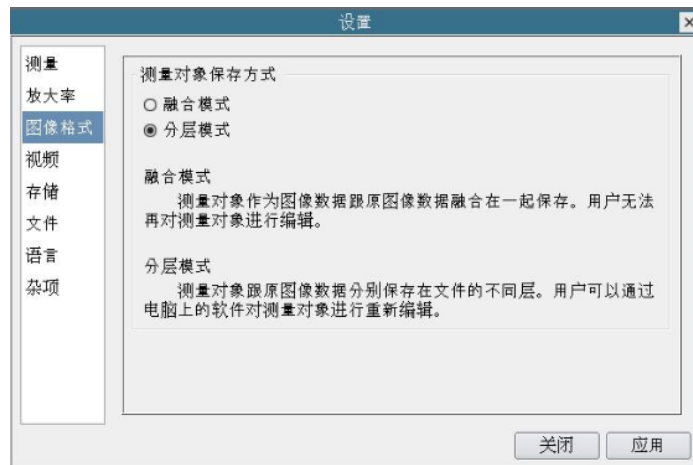 设置
测量
放大率
图像格式
视频
存储
文件
语言
杂项
测量对象保存方式
融合模式
分层模式
融合模式
测量对象作为图像数据跟原图像数据融合在一起保存。用户无法
再对测量对象进行编辑。
分层模式
测量对象跟原图像数据分别保存在文件的不同层。用户可以通过
电脑上的软件对测量对象进行重新编辑。
关闭
应用